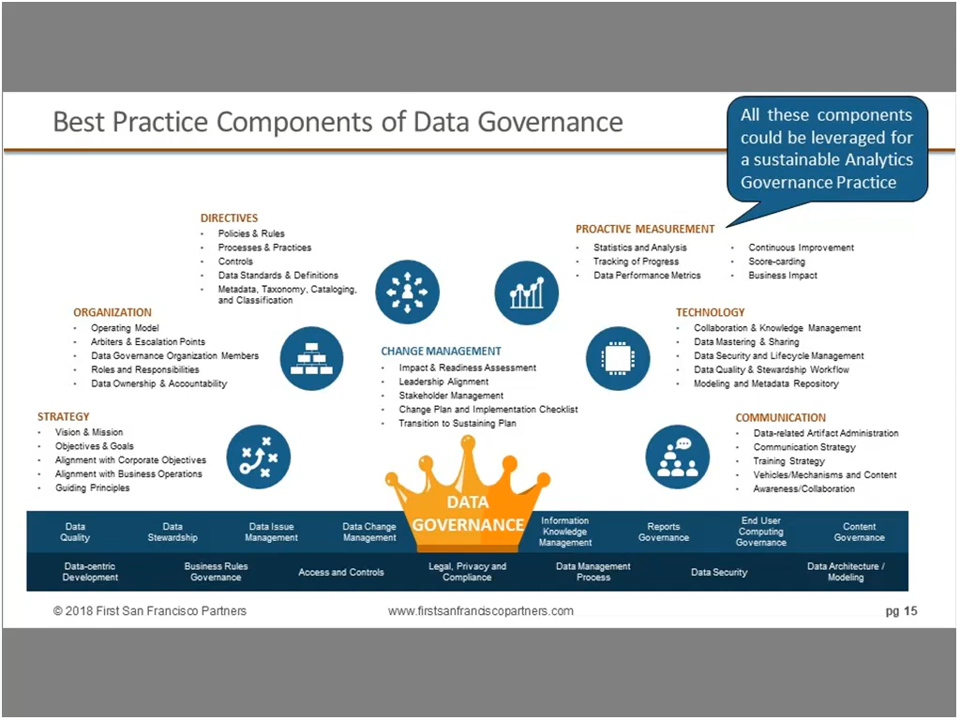 Best Practice Components of Data Governance
All these components
could be leveraged for
a sustainable Analytics
Governance Practice
DIRECTIVES
• Policies & Rules
• Processes & Practices
• Controls
• Data Standards & Definitions
• Metadata, Taxonomy, Cataloging,
and Classification
PROACTIVE MEASUREMENT
• Statistics and Analysis
• Tracking of Progress
• Data Performance Metrics
• Continuous Improvement
• Score-carding
• Business Impact
ORGANIZATION
• Operating Model
• Arbiters & Escalation Points
• Data Governance Organization Members
• Roles and Responsibilities
• Data Ownership & Accountability
CHANGE MANAGEMENT
• Impact & Readiness Assessment
• Leadership Alignment
• Stakeholder Management
• Change Plan and Implementation Checklist
• Transition to Sustaining Plan
TECHNOLOGY
• Collaboration & Knowledge Management
• Data Mastering & Sharing
• Data Security and Lifecycle Management
• Data Quality & Stewardship Workflow
• Modeling and Metadata Repository
STRATEGY
• Vision & Mission
• Objectives & Goals
• Alignment with Corporate Objectives
• Alignment with Business Operations
• Guiding Principles
COMMUNICATION
• Data-related Artifact Administration
• Communication Strategy
• Training Strategy
• Vehicles/Mechanisms and Content
• Awareness/Collaboration
DATA
GOVERNANCE
Data
Quality
Data
Stewardship
Data Issue
Management
Data Change
Management
Information
Knowledge
Management
Reports
Governance
End User
Computing
Governance
Content
Governance
Data-centric
Development
Business Rules
Governance
Access and Controls
Legal, Privacy and
Compliance
Data Management
Process
Data Security
Data Architecture /
Modeling
© 2018 First San Francisco Partners
www.firstsanfranciscopartners.com
pg 15